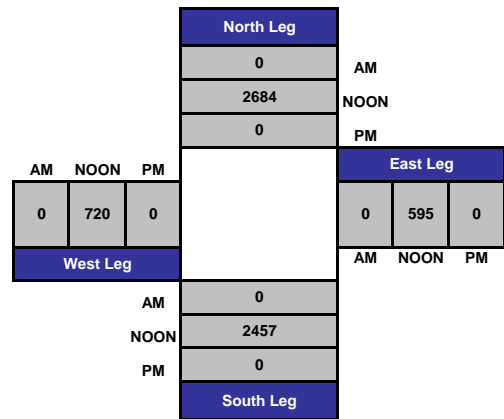 North Leg
0 AM
2684 NOON
0 PM
AM NOON PM
East Leg
0 720 0
0 595 0
West Leg
AM NOON PM
AM 0
NOON 2457
PM 0
South Leg